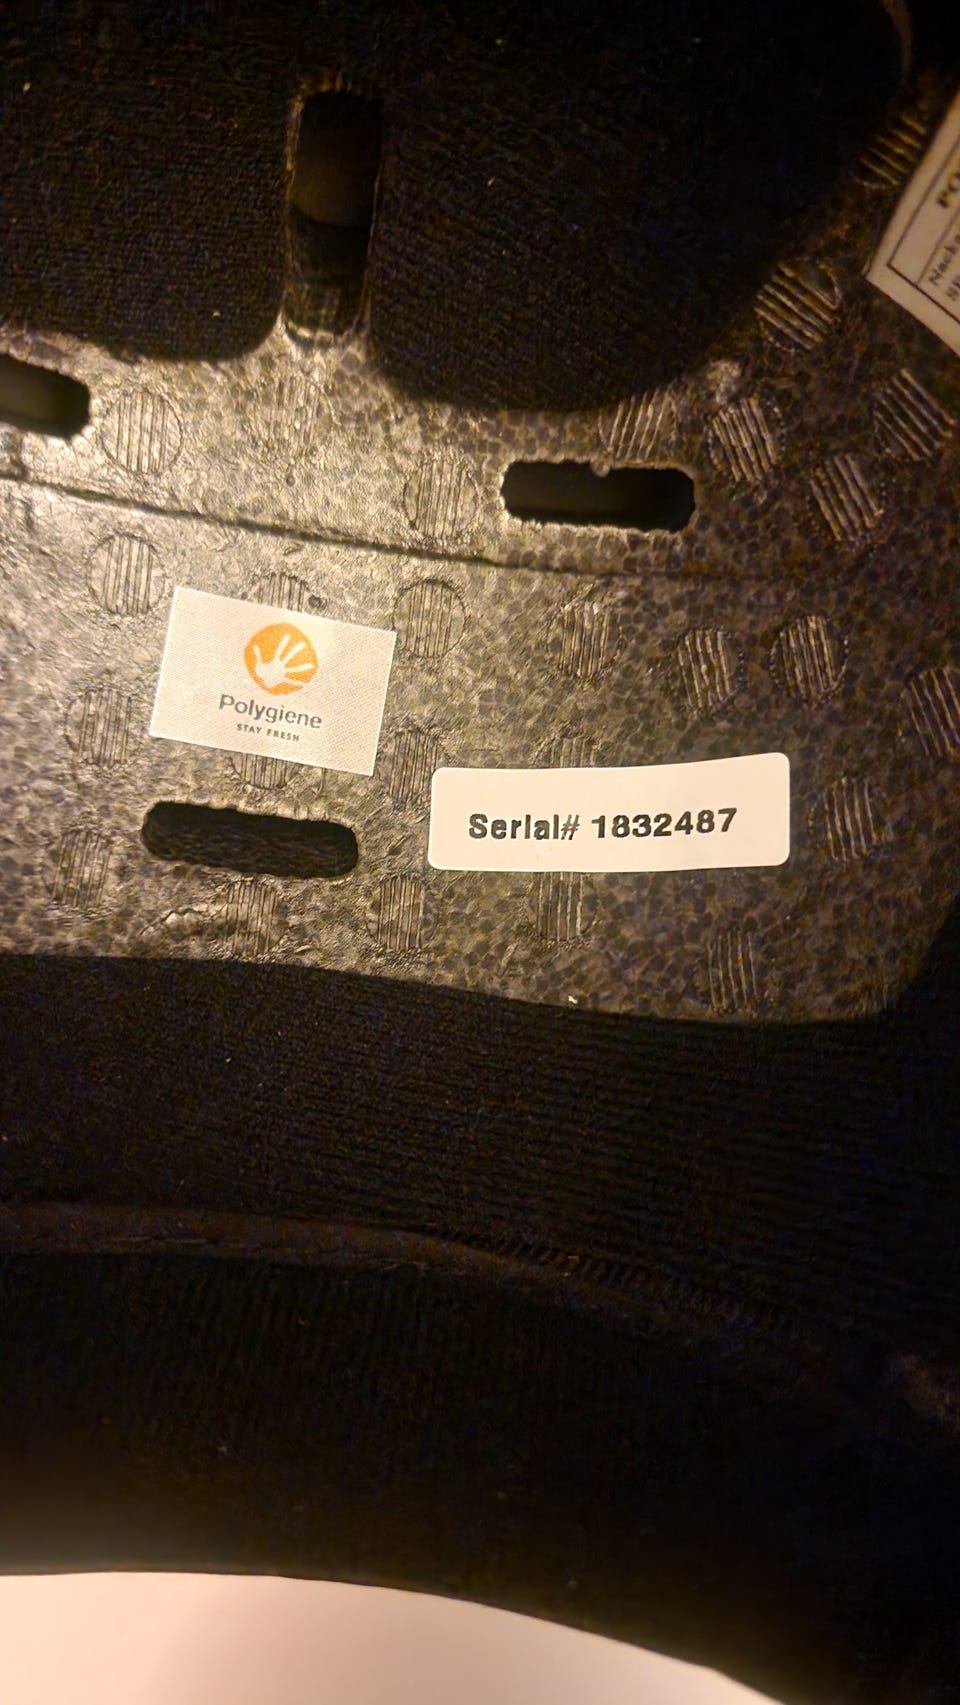 Polygiene
STAY FRESH
Serial# 1832487